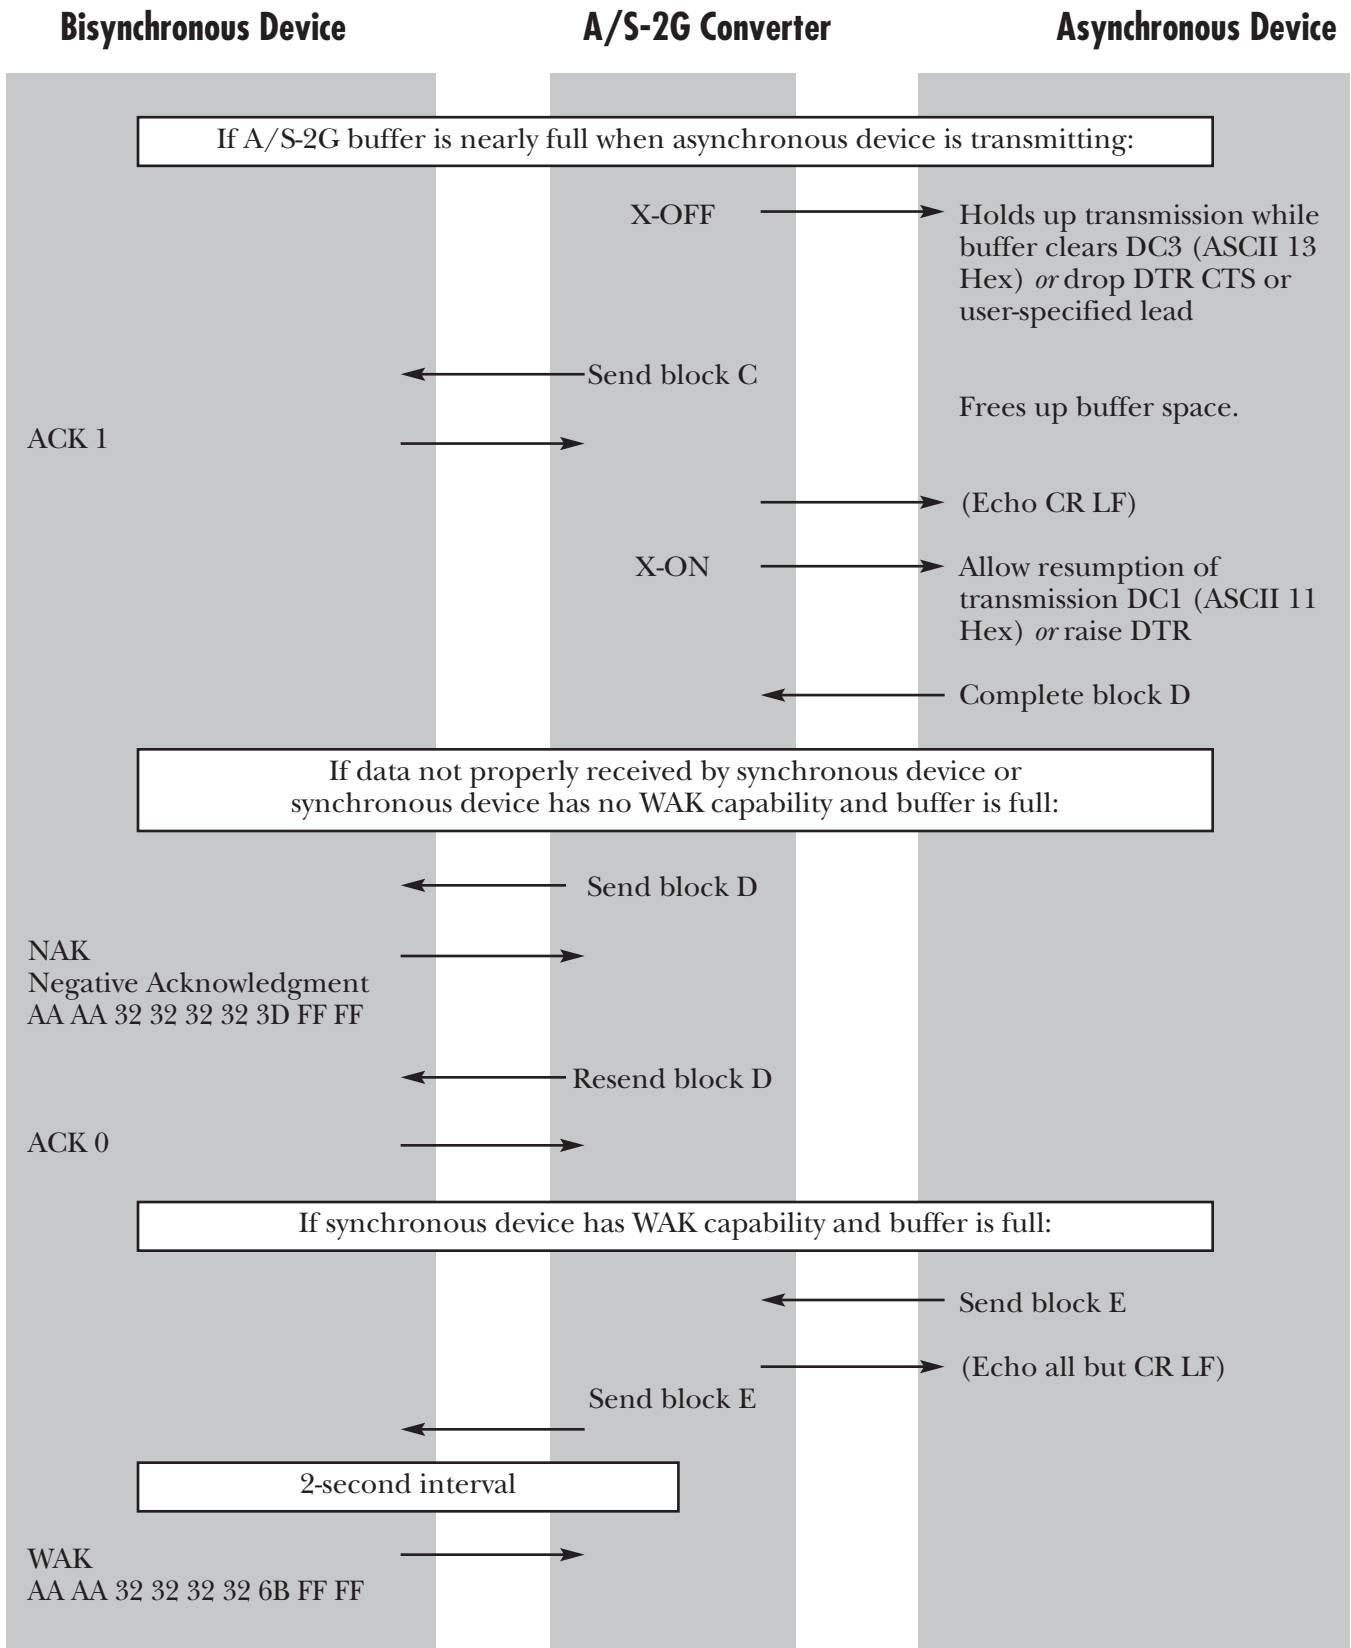 Bisynchronous Device A/S-2G Converter Asynchronous Device
If A/S-2G buffer is nearly full when asynchronous device is transmitting:
X-OFF
Holds up transmission while
buffer clears DC3 (ASCII 13
Hex) or drop DTR CTS or
user-specified lead
Send block C
Frees up buffer space.
ACK 1
(Echo CR LF)
X-ON
Allow resumption of
transmission DC1 (ASCII 11
Hex) or raise DTR
Complete block D
If data not properly received by synchronous device or
synchronous device has no WAK capability and buffer is full:
Send block D
NAK
Negative Acknowledgment
AA AA 32 32 32 32 3D FF FF
Resend block D
ACK 0
If synchronous device has WAK capability and buffer is full:
Send block E
(Echo all but CR LF)
Send block E
2-second interval
WAK
AA AA 32 32 32 32 6B FF FF